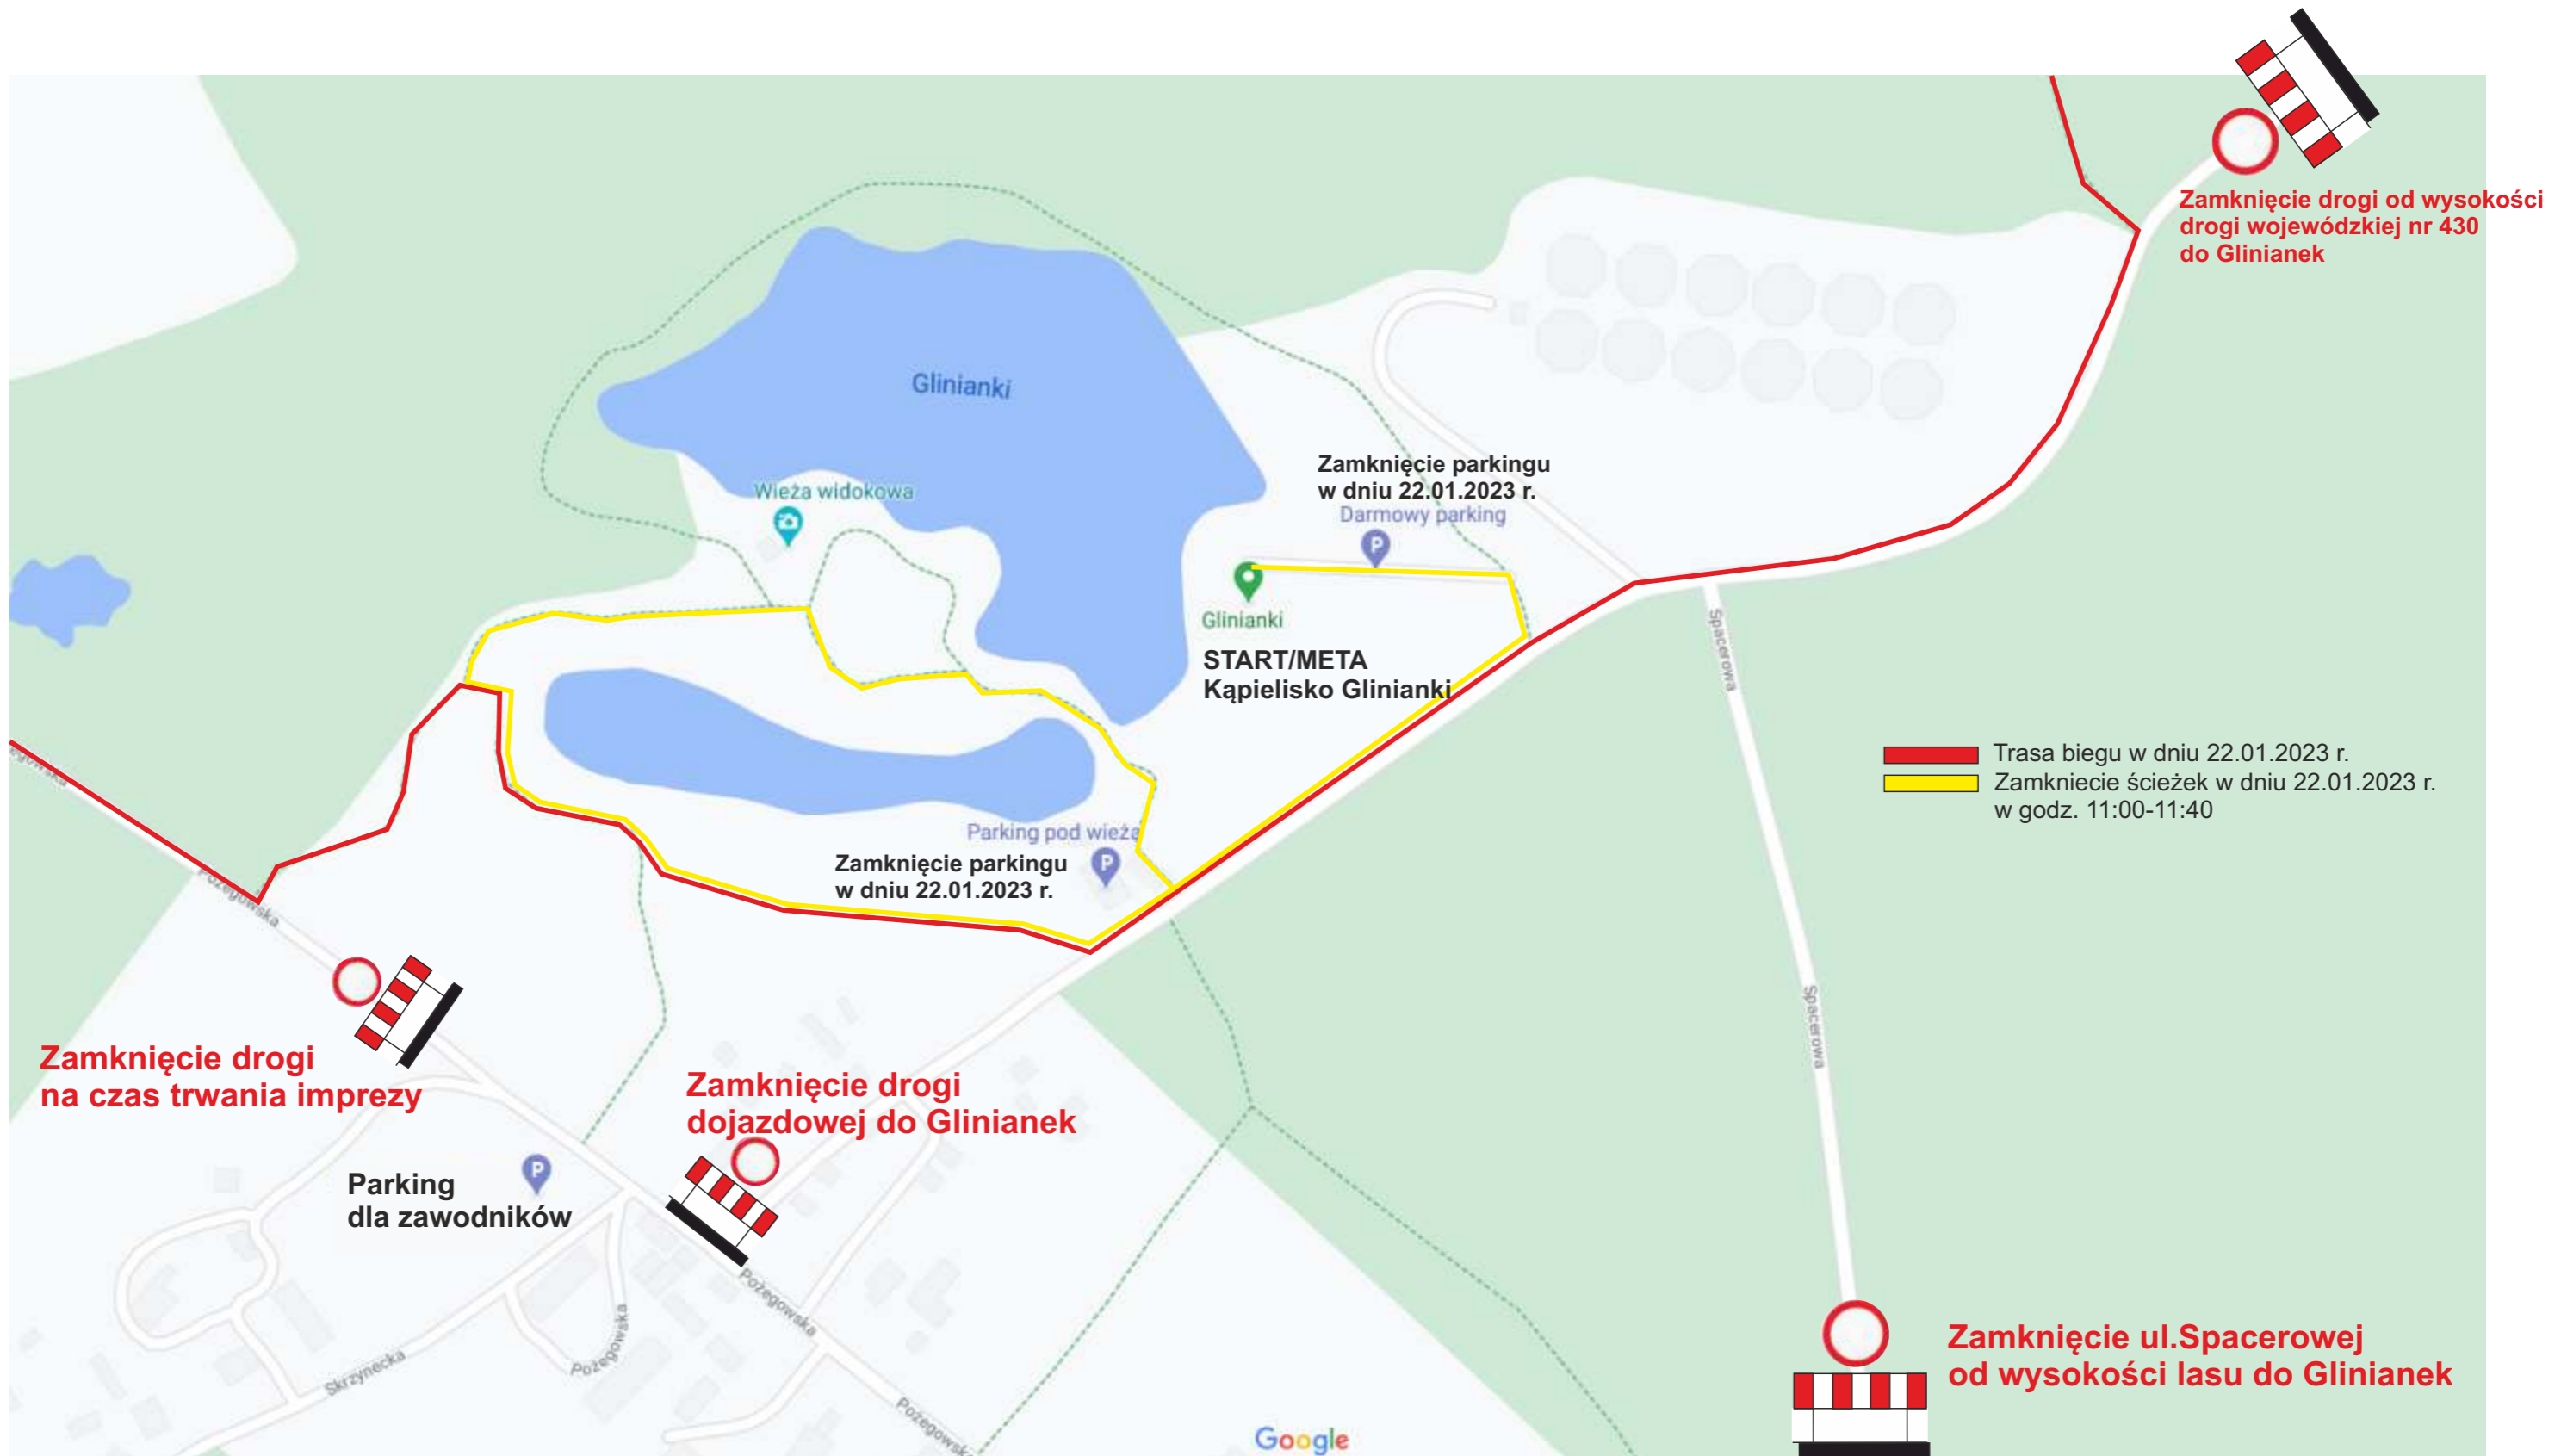 Zamknięcie drogi od wysokości
drogi wojewódzkiej nr 430
do Glinianek
Glinianki
Zamknięcie parkingu
w dniu 22.01.2023 r.
Darmowy parking
P
Wieża widokowa
Glinianki
START/META
Kąpielisko Glinianki
Spacerowa
Trasa biegu w dniu 22.01.2023 r.
Zamkniecie ścieżek w dniu 22.01.2023 r.
w godz. 11:00-11:40
Parking pod wieżą
P
Zamknięcie parkingu
w dniu 22.01.2023 r.
Pożegowska
Spacerowa
Zamknięcie drogi
na czas trwania imprezy
Zamknięcie drogi
dojazdowej do Glinianek
Parking
dla zawodników
P
Pożegowska
Pożegowska
Skrzynecka
Pożegowska
Zamknięcie ul.Spacerowej
od wysokości lasu do Glinianek
Google